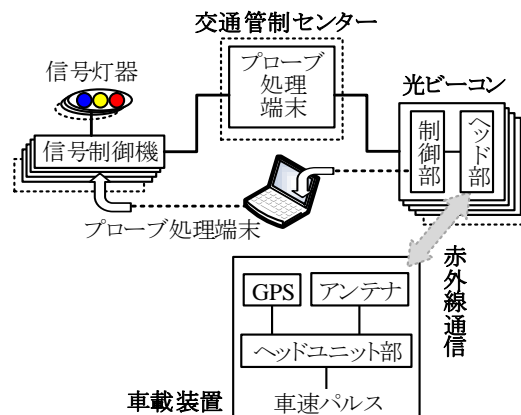 交通管制センター
プローブ
処理
端末
信号灯器
信号制御機
光ビーコン
制御部
ヘッド部
プローブ処理端末
赤外線通信
GPS
アンテナ
ヘッドユニット部
車速パルス
車載装置